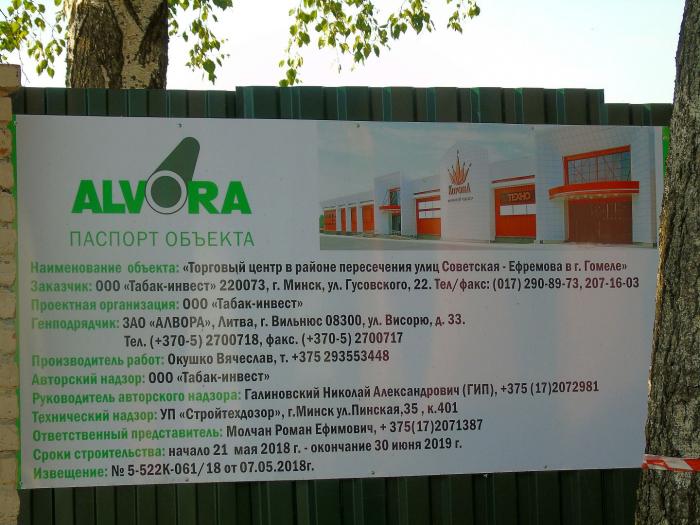 ALVORA
ПАСПОРТ ОБЪЕКТА
КОРОНА
ТЕХНО
Наименование объекта: «Торговый центр в районе пересечения улиц Советская - Ефремова в г. Гомеле»
Заказчик: ООО «Табак-инвест» 220073, г. Минск, ул. Гусовского, 22. Тел/факс: (017) 290-89-73, 207-16-03
Проектная организация: ООО «Табак-инвест»
Генподрядчик: ЗАО «АЛВОРА», Литва, г. Вильнюс 08300, ул. Висорю, д. 33.
Тел. (+370-5) 2700718, факс. (+370-5) 2700717
Производитель работ: Окушко Вячеслав, т. +375 293553448
Авторский надзор: ООО «Табак-инвест»
Руководитель авторского надзора: Галиновский Николай Александрович (ГИП), +375 (17)2072981
Технический надзор: УП «Стройтехдозор», г.Минск ул.Пинская,35 , к.401
Ответственный представитель: Молчан Роман Ефимович, + 375(17)2071387
Сроки строительства: начало 21 мая 2018 г. - окончание 30 июня 2019 г.
Извещение: № 5-522К-061/18 от 07.05.2018г.